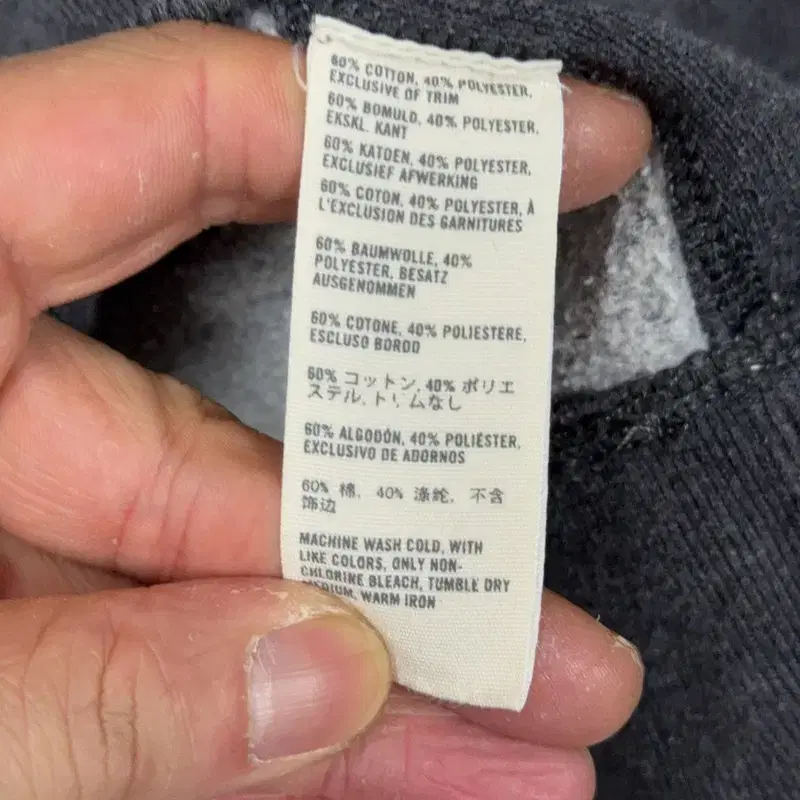 60% COTTON, 40% POLYESTER,
EXCLUSIVE OF TRIM
60% BOMULD, 40% POLYESTER,
EKSKL. KANT
60% KATOEN, 40% POLYESTER,
EXCLUSIEF AFWERKING
60% COTON, 40% POLYESTER, À
L'EXCLUSION DES GARNITURES
60% BAUMWOLLE, 40%
POLYESTER, BESATZ
AUSGENOMMEN
60% COTONE, 40% POLIESTERE,
ESCLUSO BORDO
60% コットン, 40% ポリエ
ステル, トリムなし
60% ALGODÓN, 40% POLIÉSTER,
EXCLUSIVO DE ADORNOS
60% 棉, 40% 涤纶, 不含
饰边
MACHINE WASH COLD, WITH
LIKE COLORS, ONLY NON-
CHLORINE BLEACH, TUMBLE DRY
MEDIUM, WARM IRON